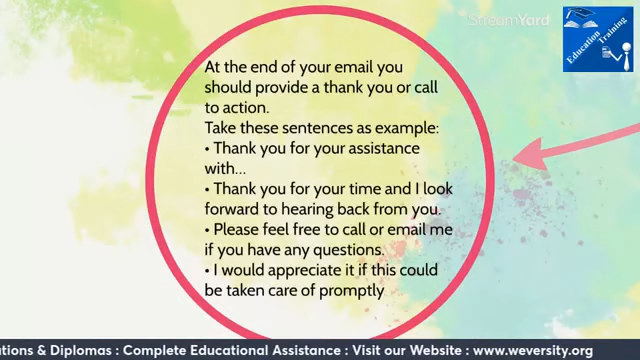 StreamYard
Education
Training
At the end of your email you
should provide a thank you or call
to action.
Take these sentences as example:
• Thank you for your assistance
with...
• Thank you for your time and I look
forward to hearing back from you.
• Please feel free to call or email me
if you have any questions.
• I would appreciate it if this could
be taken care of promptly
& Diplomas : Complete Educational Assistance : Visit our Website : www.weversity.org